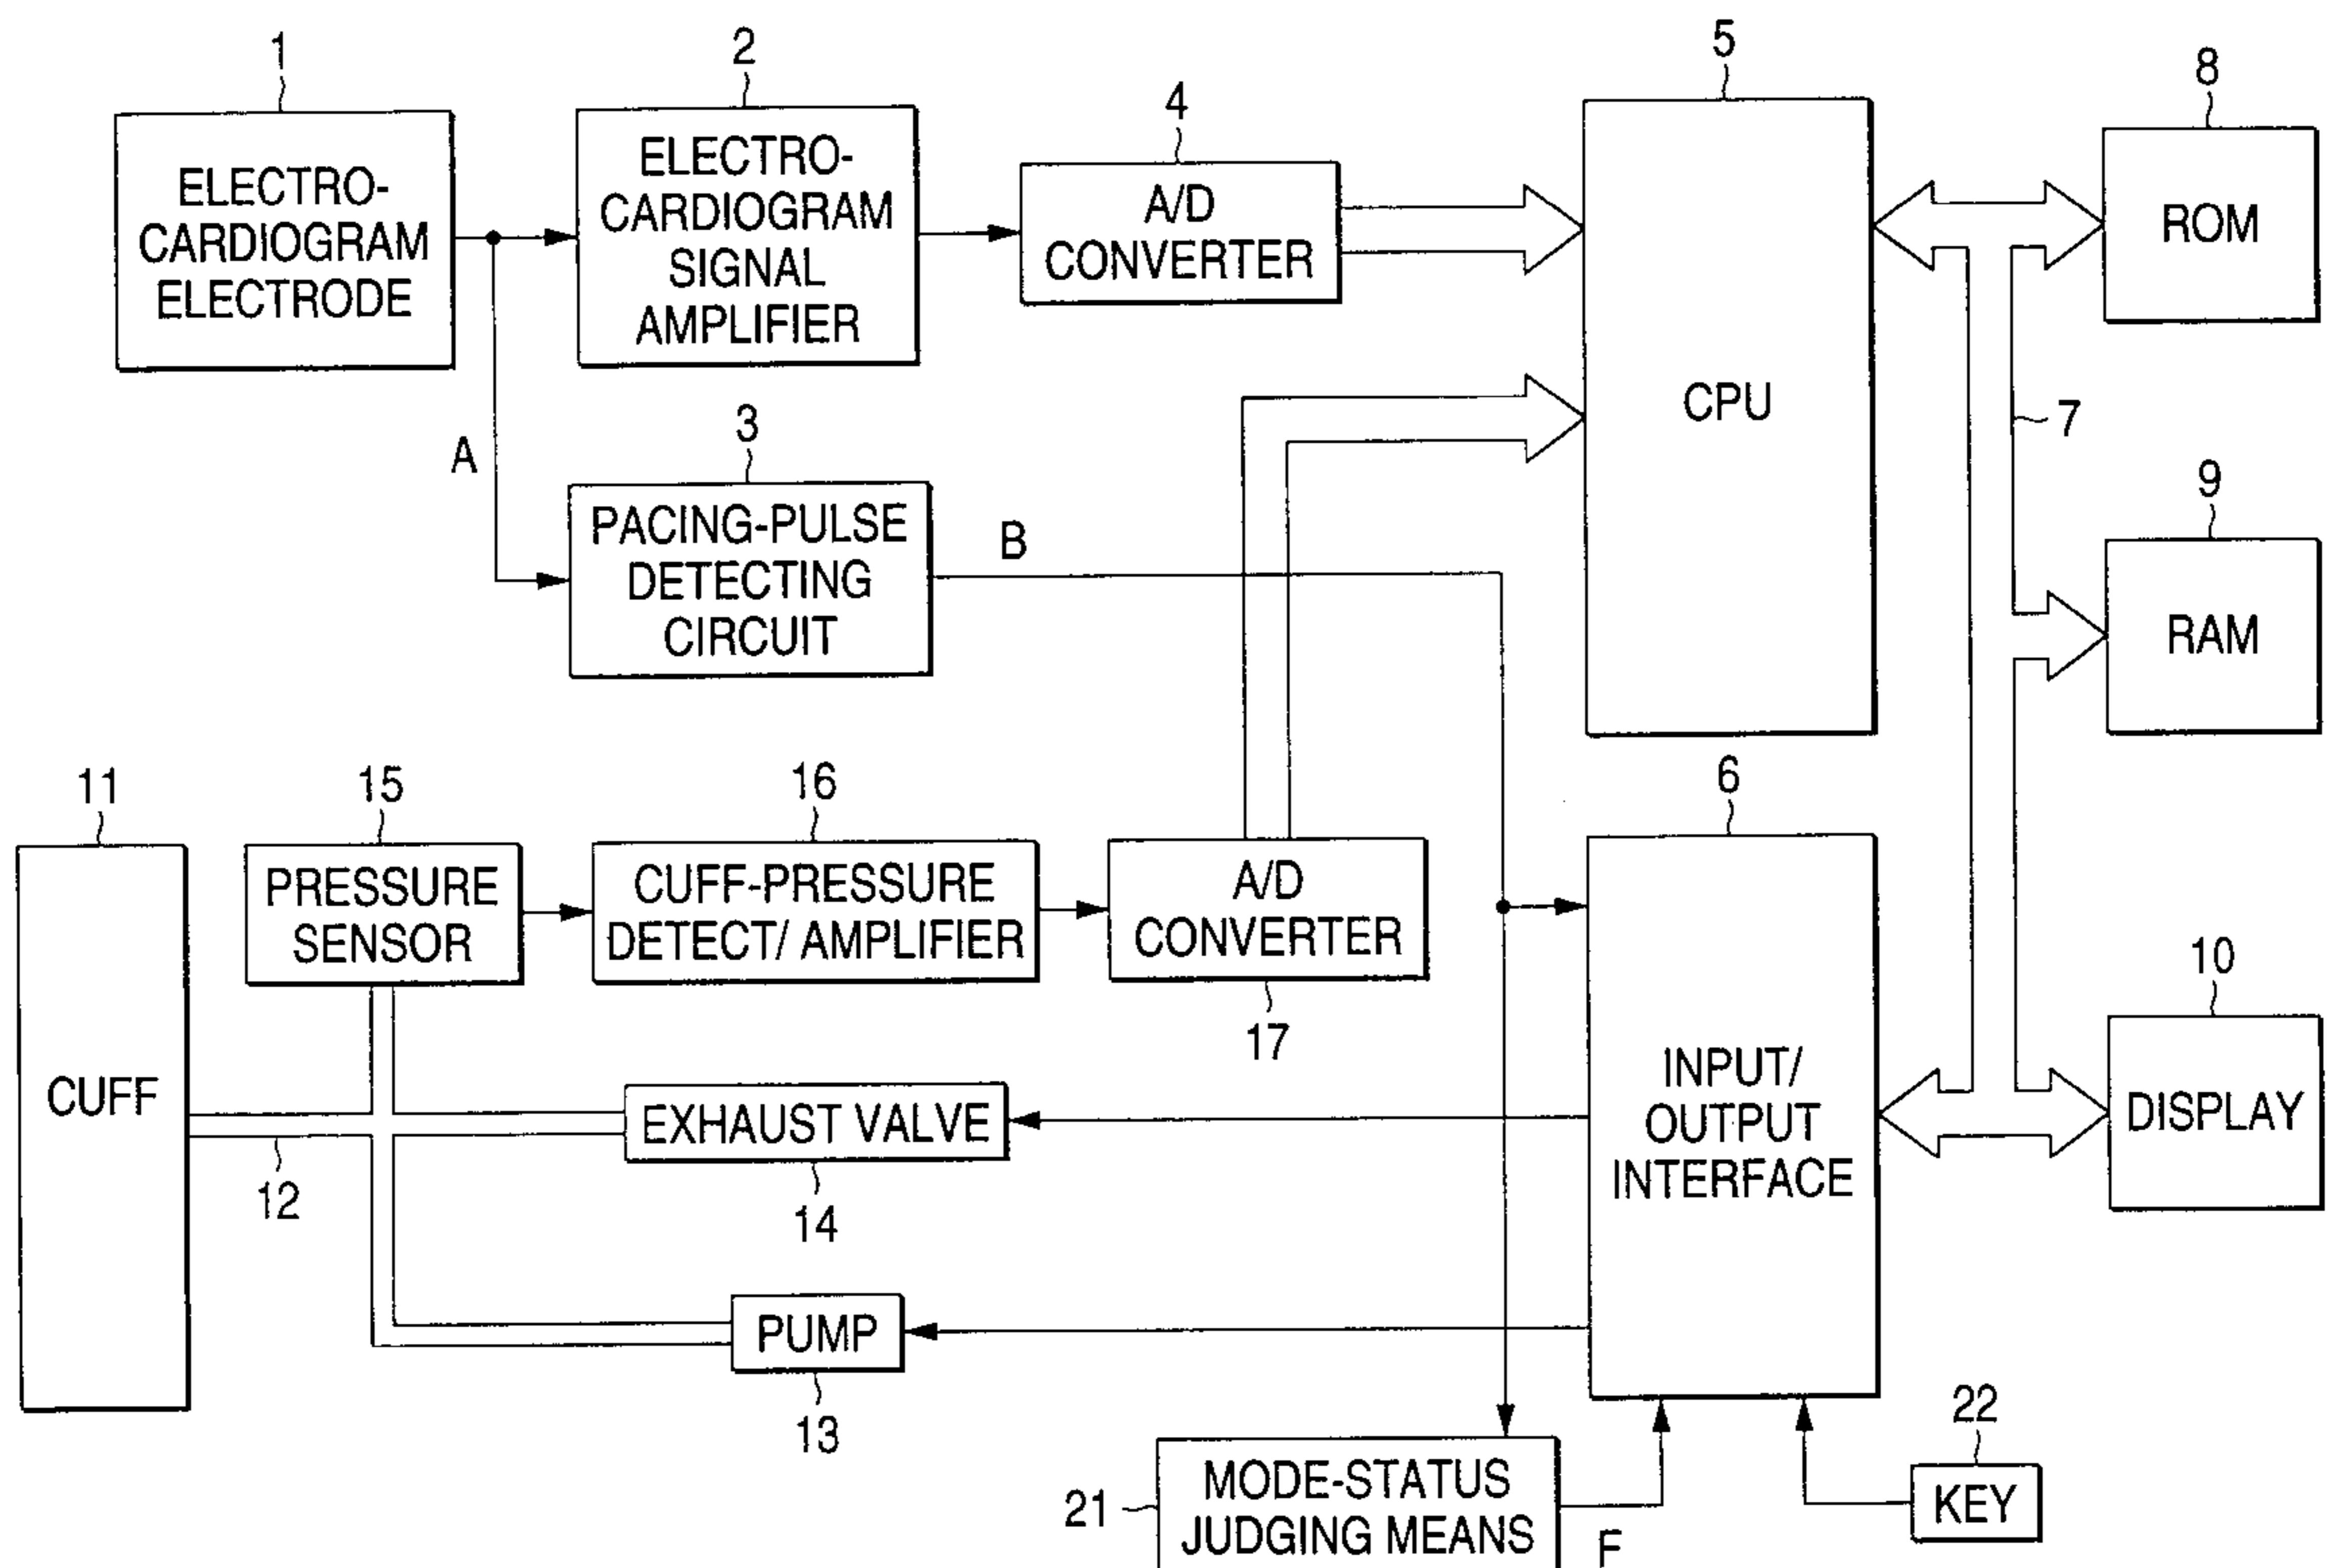 1
ELECTRO-
CARDIOGRAM
ELECTRODE
2
ELECTRO-
CARDIOGRAM
SIGNAL
AMPLIFIER
4
A/D
CONVERTER
5
CPU
8
ROM
7
A
3
PACING-PULSE
DETECTING
CIRCUIT
B
9
RAM
11
CUFF
15
PRESSURE
SENSOR
16
CUFF-PRESSURE
DETECT/ AMPLIFIER
A/D
CONVERTER
17
6
INPUT/
OUTPUT
INTERFACE
10
DISPLAY
12
EXHAUST VALVE
14
PUMP
13
21
MODE-STATUS
JUDGING MEANS
22
KEY